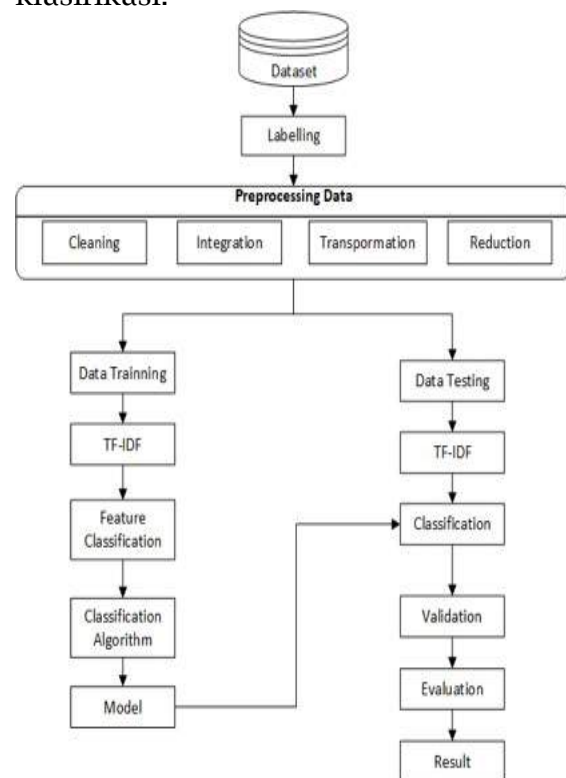 klasifikasi.
Dataset
Labelling
Preprocessing Data
Cleaning
Integration
Transpormation
Reduction
Data Trainning
TF-IDF
Feature
Classification
Classification
Algorithm
Model
Data Testing
TF-IDF
Classification
Validation
Evaluation
Result